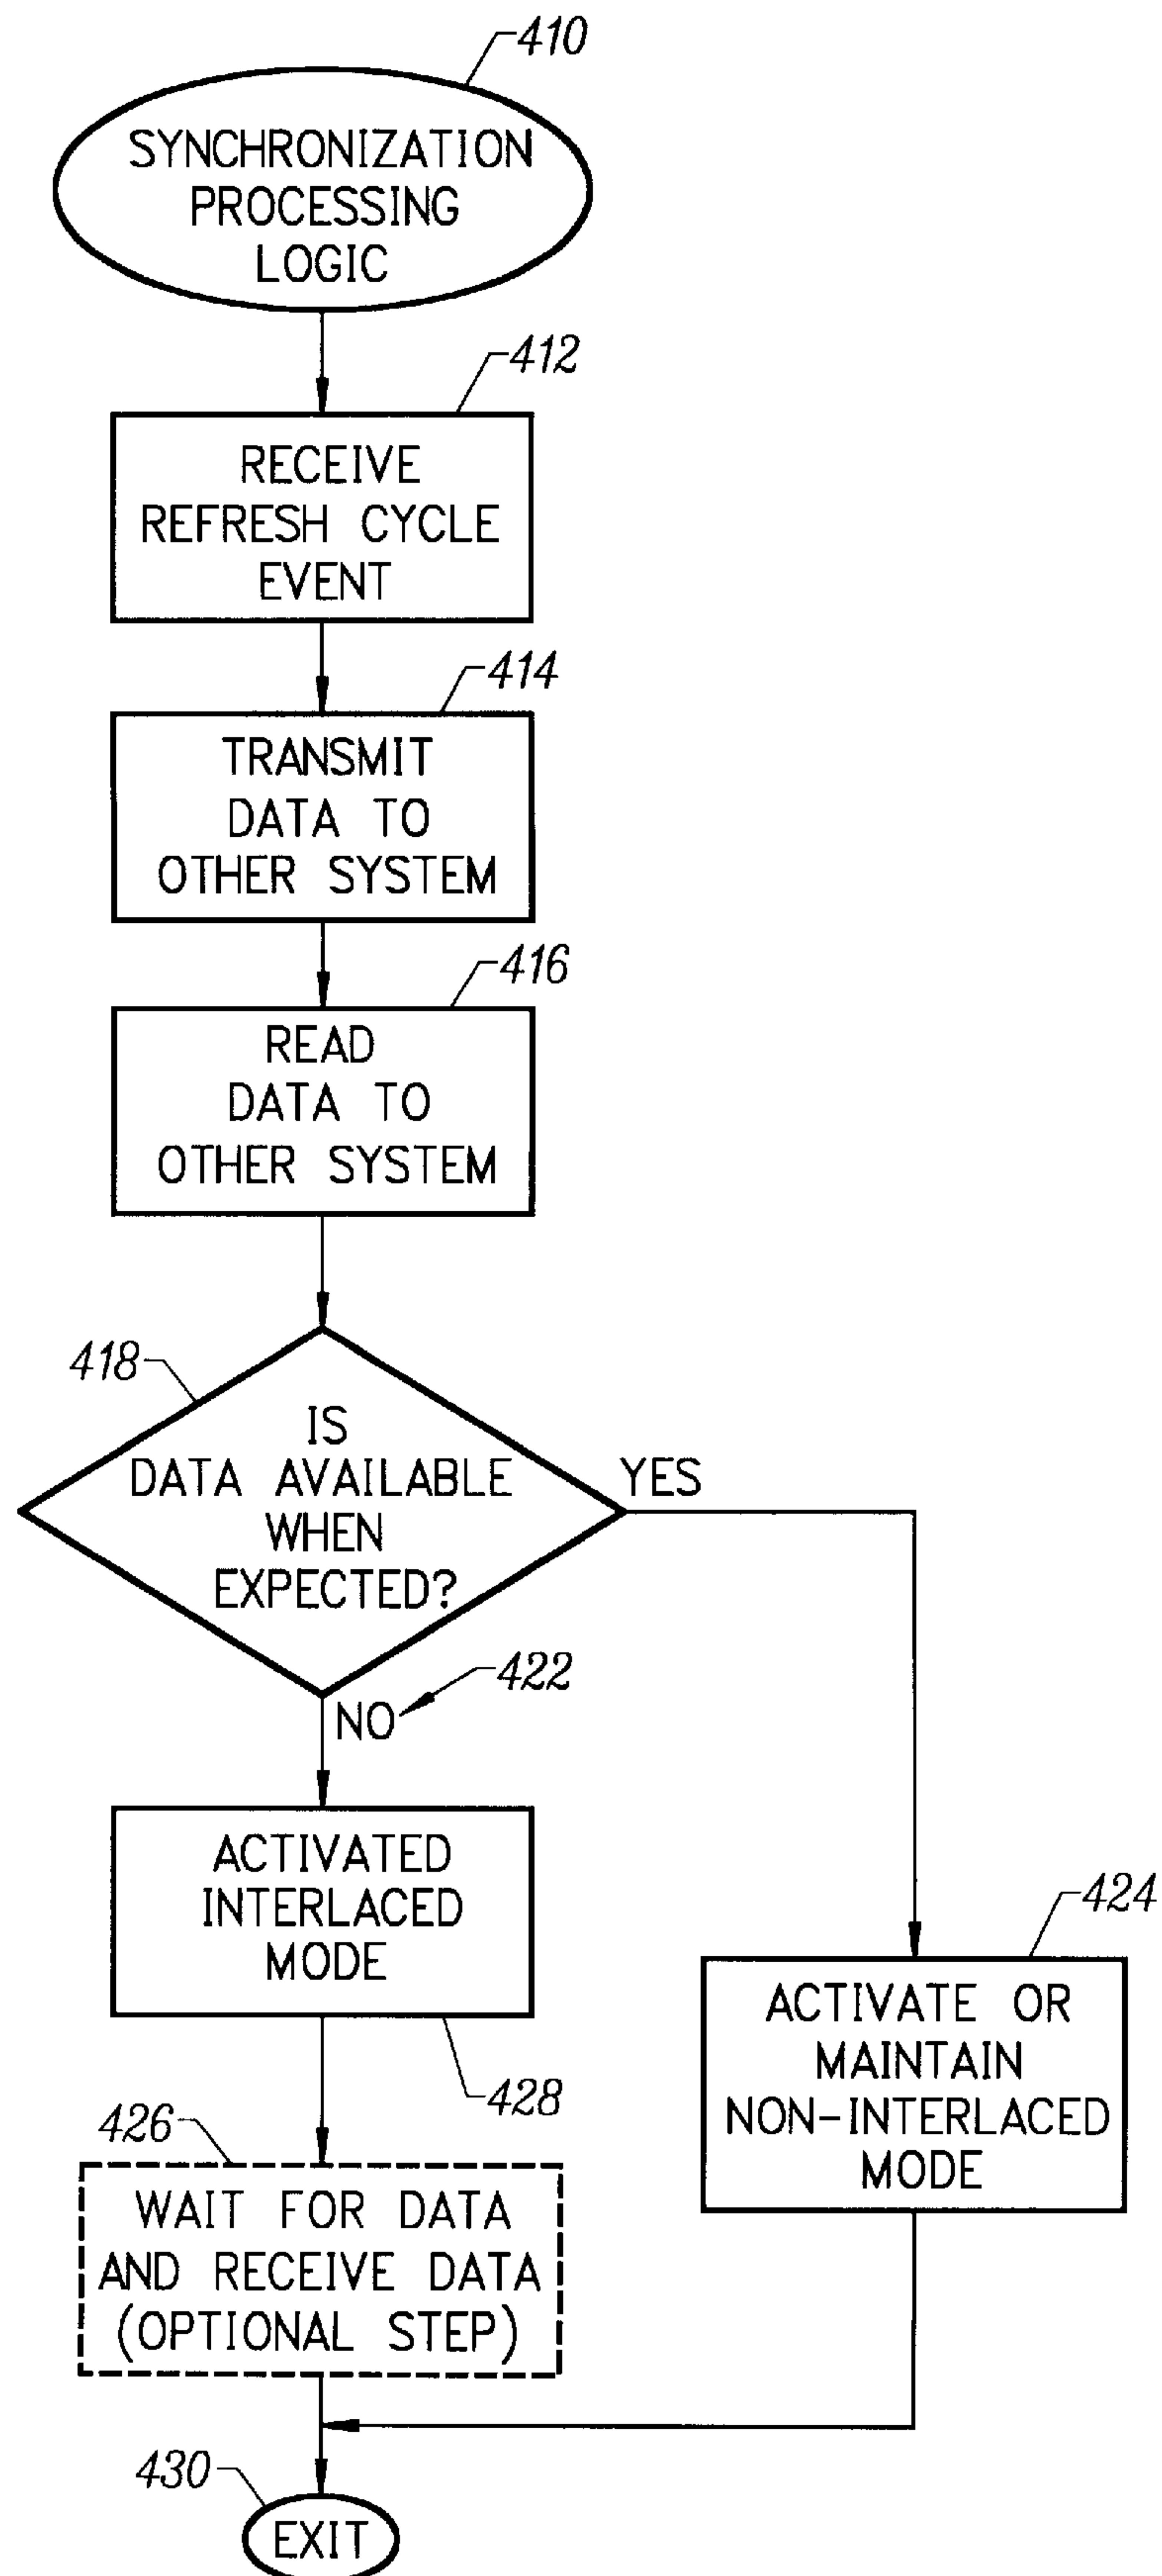 410
SYNCHRONIZATION
PROCESSING
LOGIC
412
RECEIVE
REFRESH CYCLE
EVENT
414
TRANSMIT
DATA TO
OTHER SYSTEM
416
READ
DATA TO
OTHER SYSTEM
418
IS
DATA AVAILABLE
WHEN
EXPECTED?
YES
422
NO
ACTIVATED
INTERLACED
MODE
428
424
ACTIVATE OR
MAINTAIN
NON-INTERLACED
MODE
426
WAIT FOR DATA
AND RECEIVE DATA
(OPTIONAL STEP)
430
EXIT